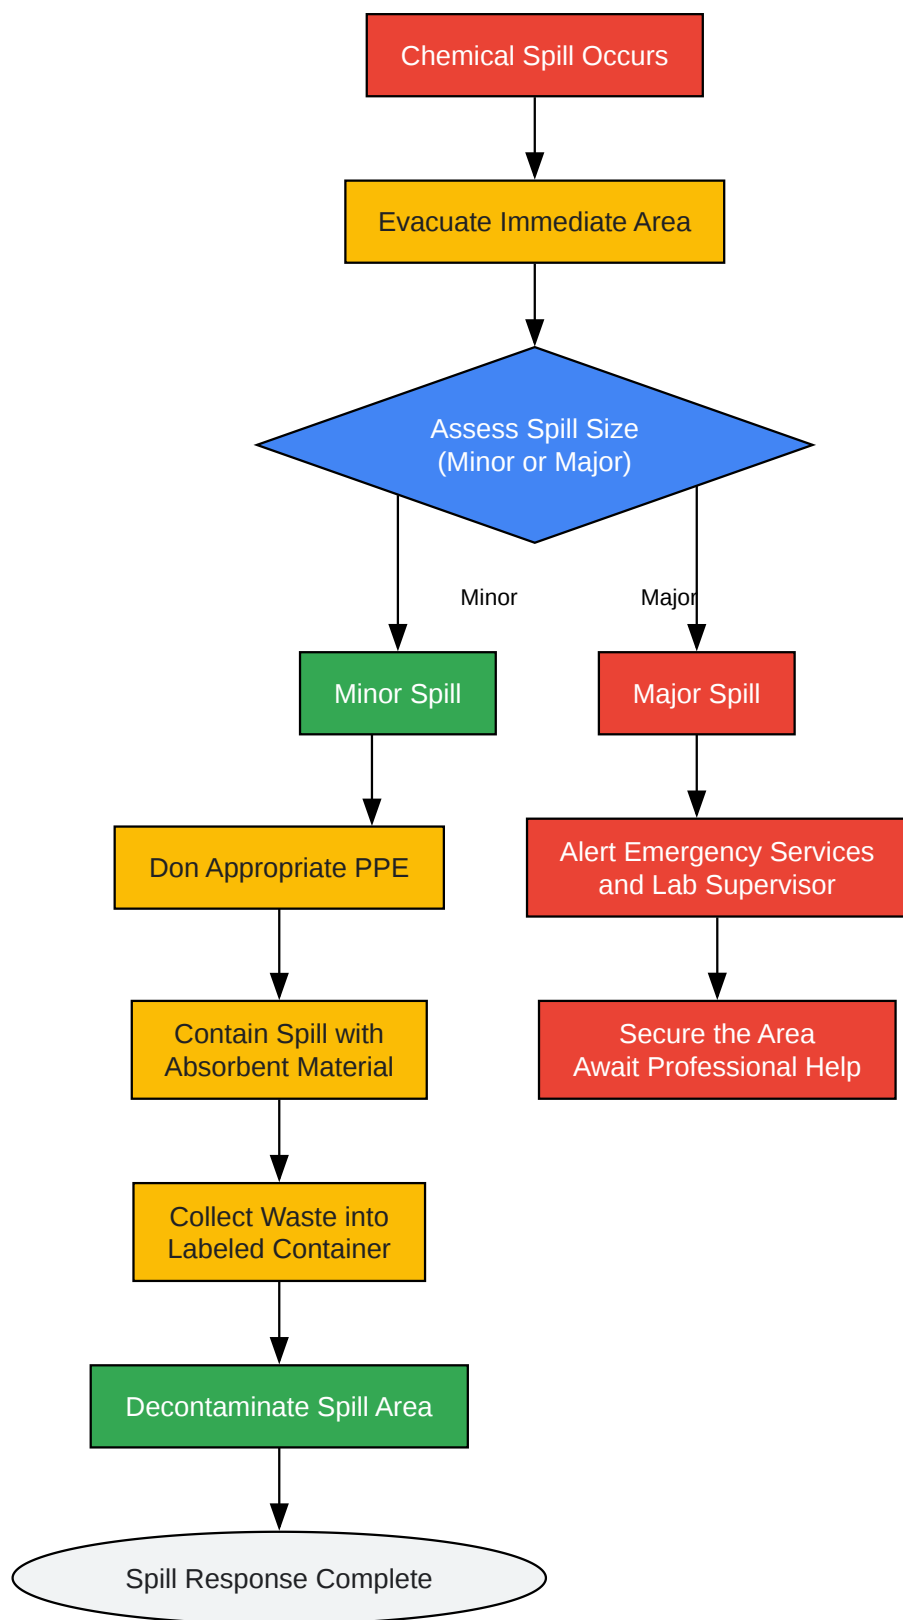 Chemical Spill Occurs
Evacuate Immediate Area
Assess Spill Size
(Minor or Major)
Minor
Major
Minor Spill
Major Spill
Don Appropriate PPE
Alert Emergency Services
and Lab Supervisor
Contain Spill with
Absorbent Material
Secure the Area
Await Professional Help
Collect Waste into
Labeled Container
Decontaminate Spill Area
Spill Response Complete